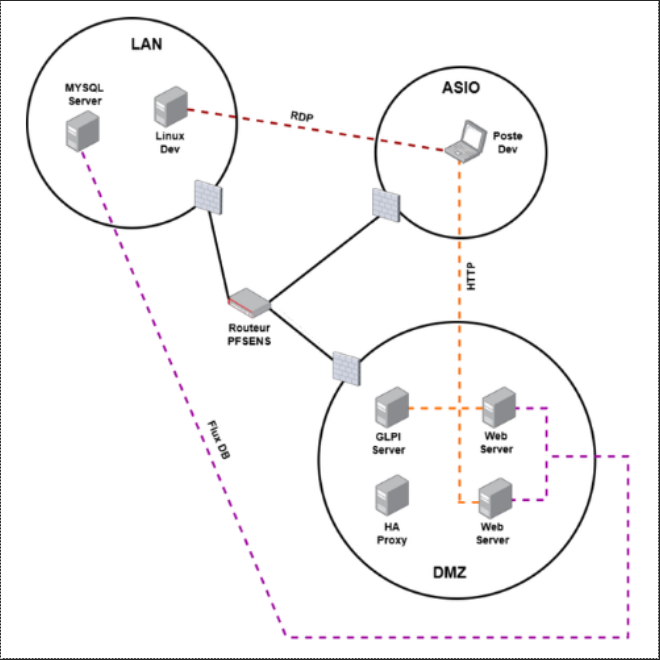 LAN
MYSQL
Server
Linux
Dev
RDP
ASIO
Poste
Dev
HTTP
Routeur
PFSENS
Flux DB
GLPI
Server
Web
Server
HA
Proxy
Web
Server
DMZ